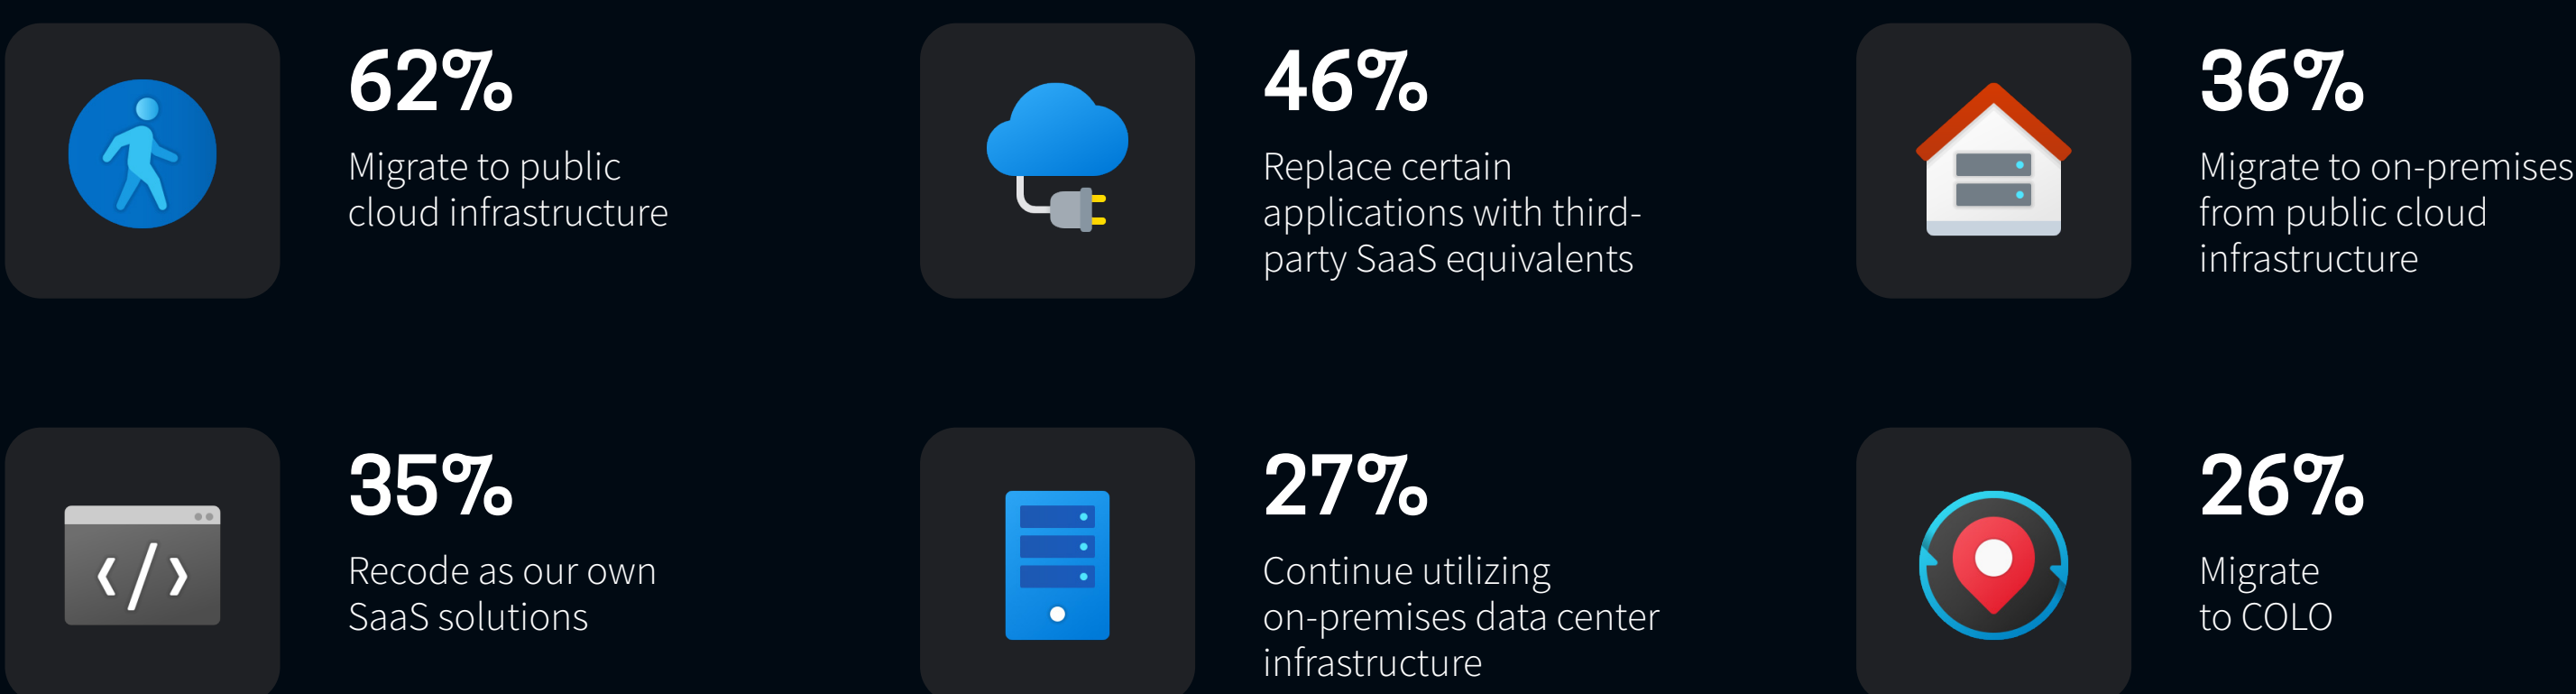 62%
Migrate to public
cloud infrastructure
46%
Replace certain
applications with third-
party SaaS equivalents
36%
Migrate to on-premises
from public cloud
infrastructure
35%
Recode as our own
SaaS solutions
27%
Continue utilizing
on-premises data center
infrastructure
26%
Migrate
to COLO